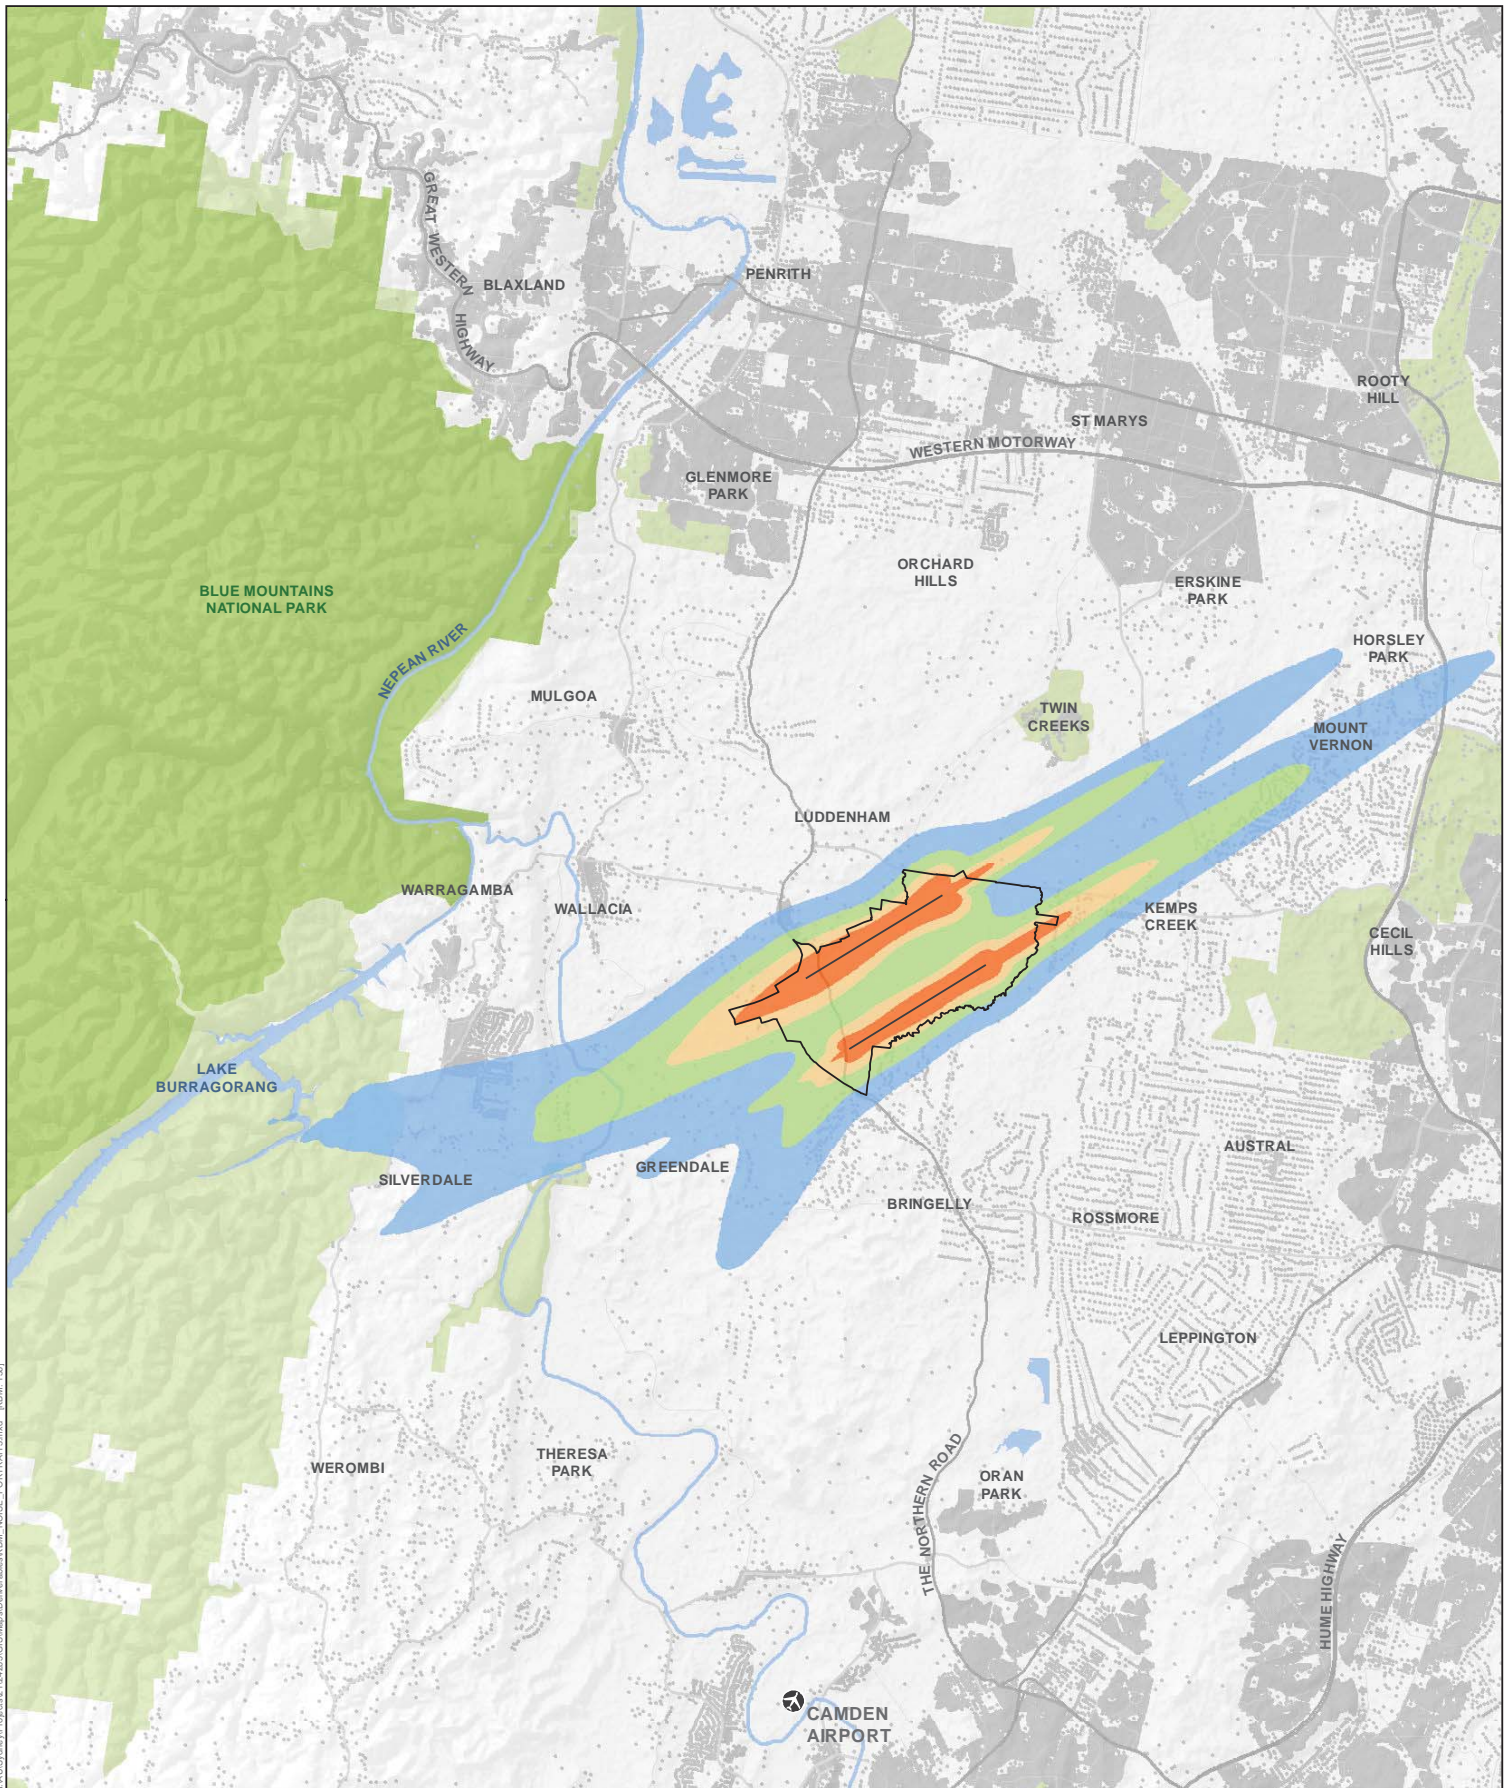 GREAT WESTERN HIGHWAY
BLAXLAND
PENRITH
ROOTY
HILL
ST MARYS
WESTERN MOTORWAY
GLENMORE
PARK
ORCHARD
HILLS
ERSKINE
PARK
BLUE MOUNTAINS
NATIONAL PARK
NEPEAN RIVER
HORSLEY
PARK
MULGOA
TWIN
CREEKS
MOUNT
VERNON
LUDDENHAM
WARRAGAMBA
WALLACIA
KEMPS
CREEK
CECIL
HILLS
LAKE
BURRAGORANG
SILVERDALE
GREENDALE
AUSTRAL
BRINGELLY
ROSSMORE
LEPPINGTON
THE NORTHERN ROAD
THERESA
PARK
WEROMBI
ORAN
PARK
HUME HIGHWAY
CAMDEN
AIRPORT